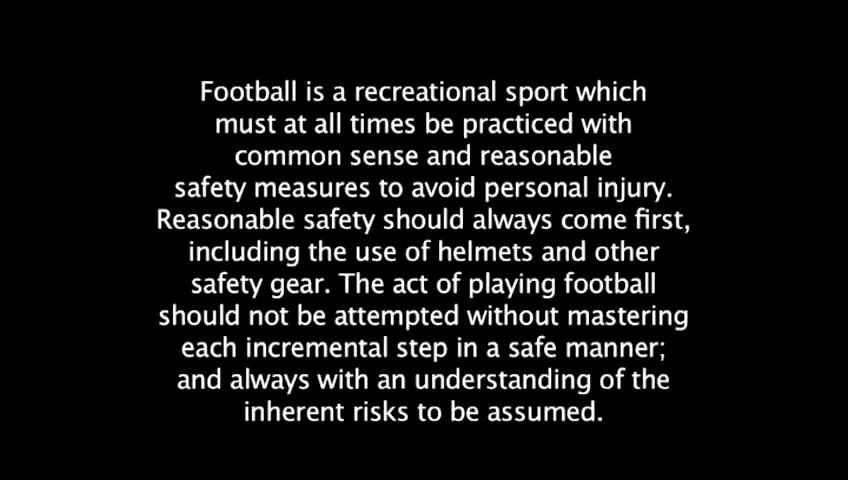 Football is a recreational sport which
must at all times be practiced with
common sense and reasonable
safety measures to avoid personal injury.
Reasonable safety should always come first,
including the use of helmets and other
safety gear. The act of playing football
should not be attempted without mastering
each incremental step in a safe manner;
and always with an understanding of the
inherent risks to be assumed.